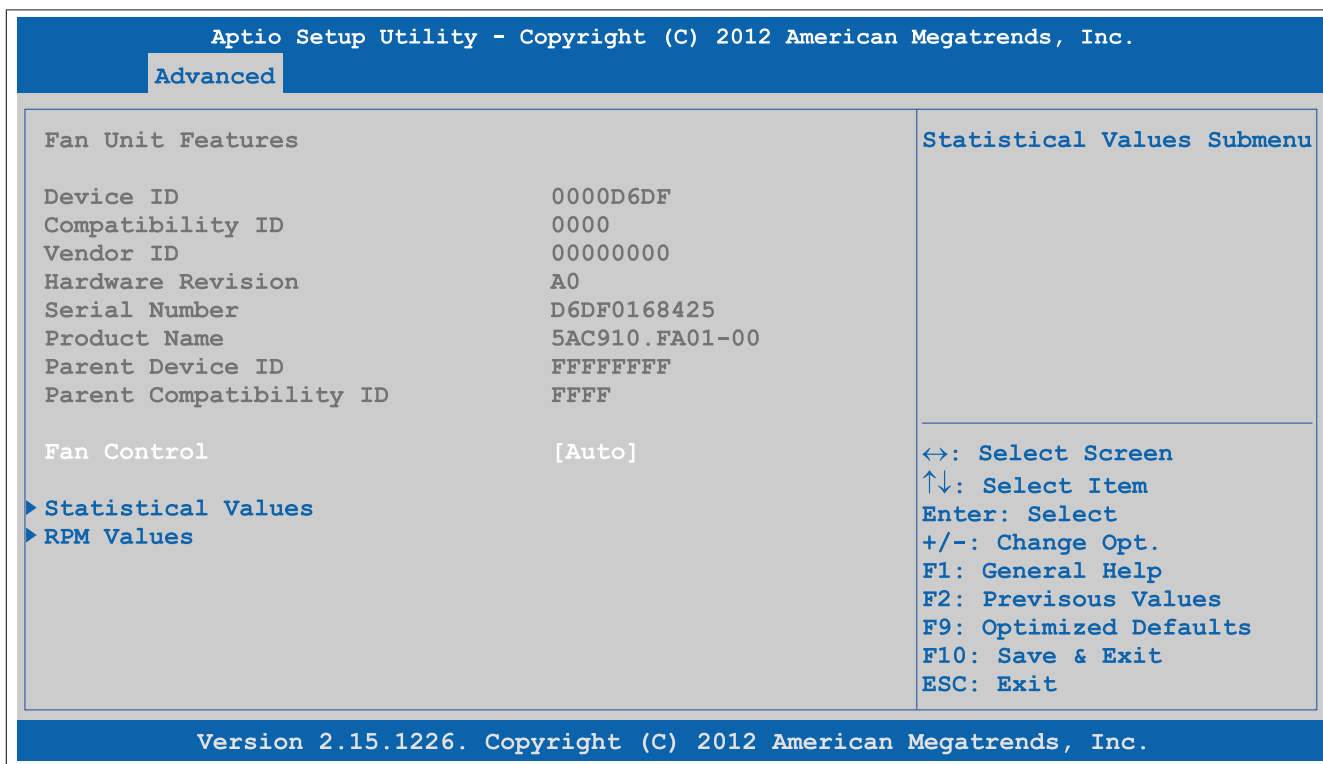 Aptio Setup Utility - Copyright (C) 2012 American Megatrends, Inc.
Advanced
Fan Unit Features
Device ID 0000D6DF
Compatibility ID 0000
Vendor ID 00000000
Hardware Revision A0
Serial Number D6DF0168425
Product Name 5AC910.FA01-00
Parent Device ID FFFFFFFF
Parent Compatibility ID FFFF
Fan Control [Auto]
Statistical Values
RPM Values
Statistical Values Submenu
↔: Select Screen
↑↓: Select Item
Enter: Select
+/-: Change Opt.
F1: General Help
F2: Previsous Values
F9: Optimized Defaults
F10: Save & Exit
ESC: Exit
Version 2.15.1226. Copyright (C) 2012 American Megatrends, Inc.